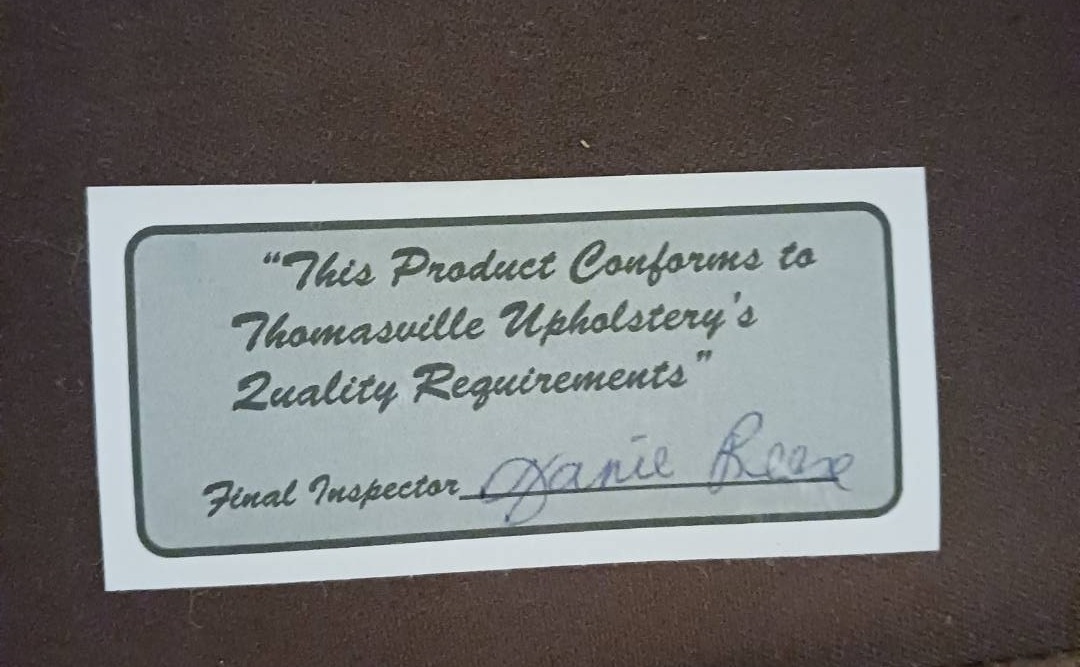 “This Product Conforms to
Thomasville Upholstery's
Quality Requirements”
Final Inspector